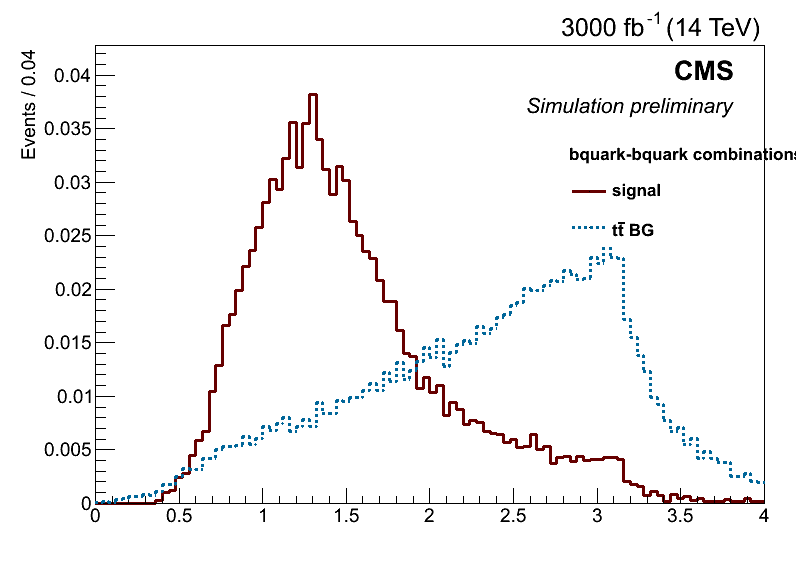 3000 fb⁻¹ (14 TeV)
CMS
Simulation preliminary
bquark-bquark combinations
signal
tt̄ BG
Events / 0.04
0.04
0.035
0.03
0.025
0.02
0.015
0.01
0.005
0
0 0.5 1 1.5 2 2.5 3 3.5 4